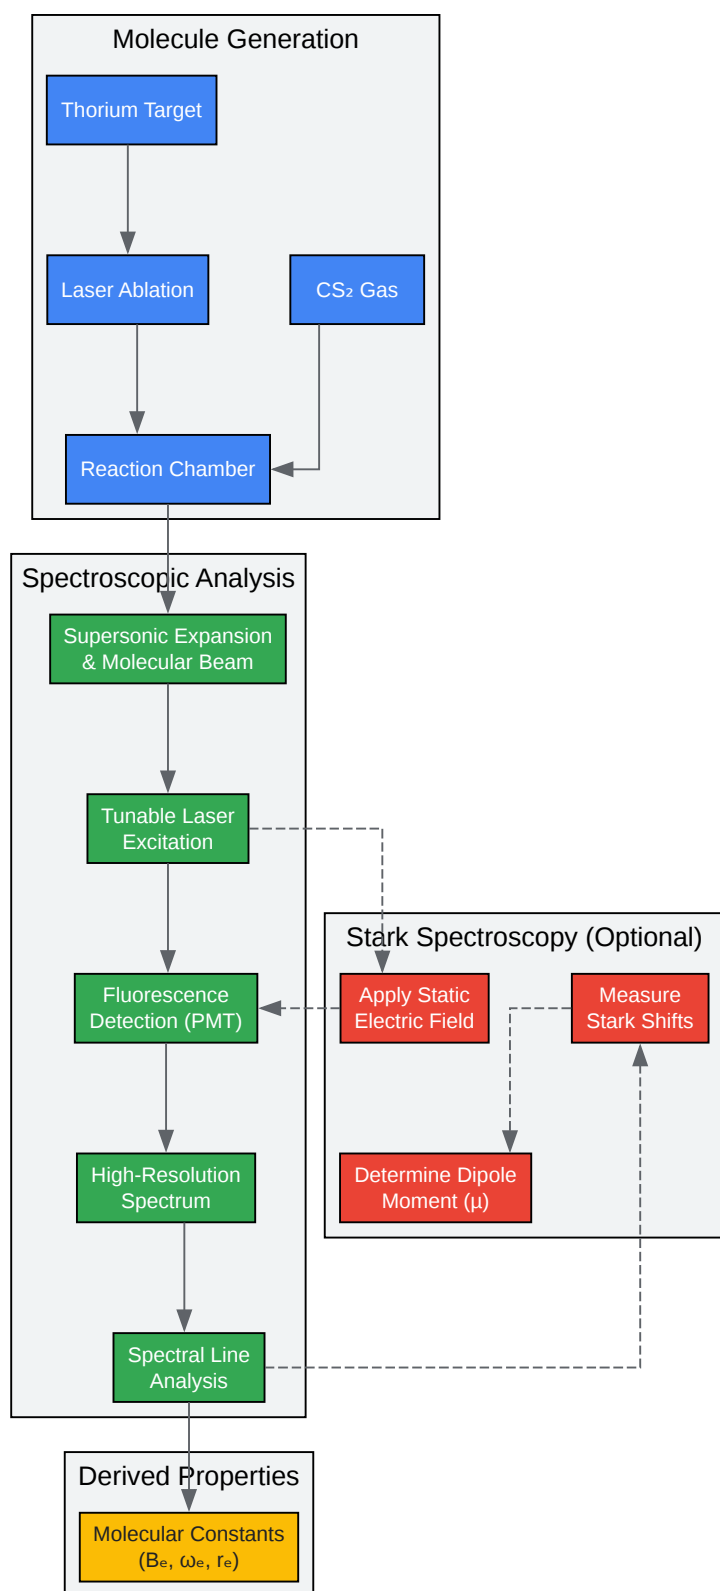 Molecule Generation
Thorium Target
Laser Ablation
CS₂ Gas
Reaction Chamber
Spectroscopic Analysis
Supersonic Expansion
& Molecular Beam
Tunable Laser
Excitation
Stark Spectroscopy (Optional)
Fluorescence
Detection (PMT)
Apply Static
Electric Field
Measure
Stark Shifts
High-Resolution
Spectrum
Determine Dipole
Moment (μ)
Spectral Line
Analysis
Derived Properties
Molecular Constants
(Bₑ, ωₑ, rₑ)